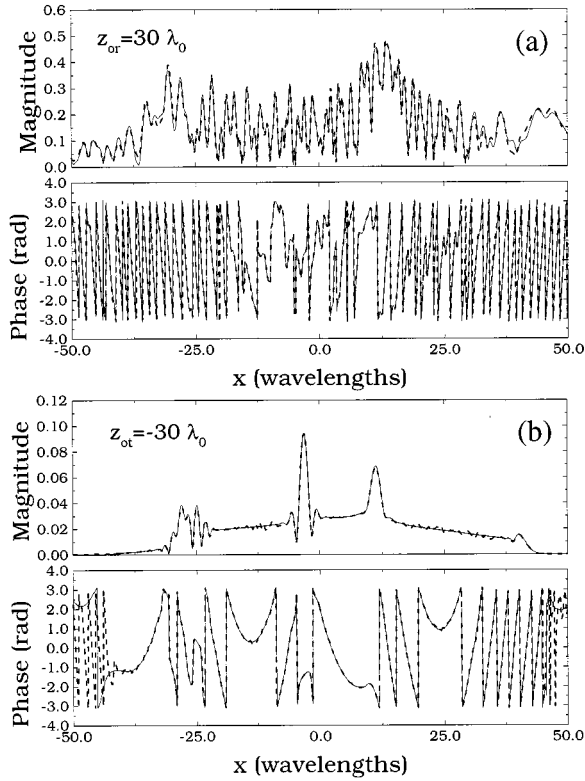 0.6
0.5
0.4
0.3
0.2
0.1
0.0
Magnitude
z_or=30 λ_0
(a)
4.0
3.0
2.0
1.0
0.0
-1.0
-2.0
-3.0
-4.0
Phase (rad)
-50.0 -25.0 0.0 25.0 50.0
x (wavelengths)
0.12
0.10
0.08
0.06
0.04
0.02
0.00
Magnitude
z_ot=-30 λ_0
(b)
4.0
3.0
2.0
1.0
0.0
-1.0
-2.0
-3.0
-4.0
Phase (rad)
-50.0 -25.0 0.0 25.0 50.0
x (wavelengths)